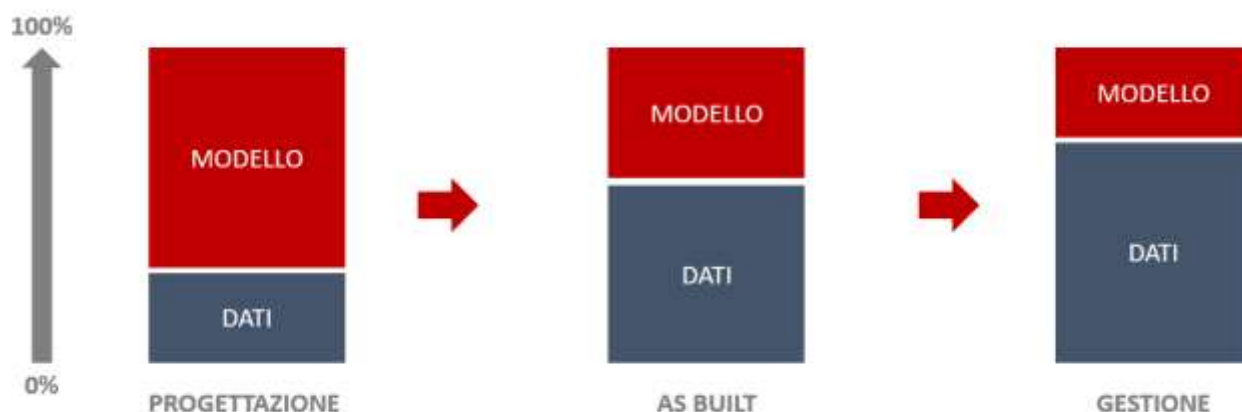 100%
MODELLO
MODELLO
MODELLO
DATI
DATI
DATI
0%
PROGETTAZIONE
AS BUILT
GESTIONE